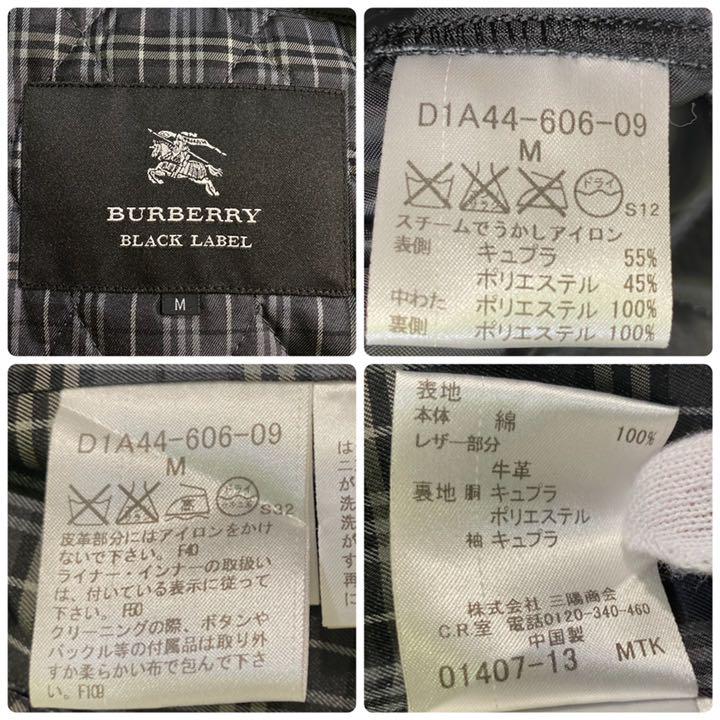 BURBERRY
BLACK LABEL
M
D1A44-606-09
M
ドライ
S12
スチームでうかしアイロン
表側 キュプラ 55%
ポリエステル 45%
中わた ポリエステル 100%
裏側 ポリエステル 100%
D1A44-606-09
M
ドライ
S32
皮革部分にはアイロンをかけ
ないで下さい。F40
ライナー・インナーの取扱い
は、付いている表示に従って
下さい。F50
クリーニングの際、ボタンや
バックル等の付属品は取り外
すか柔らかい布で包んで下さ
い。F109
表地
本体 綿 100%
レザー部分
牛革
裏地 胴 キュプラ
ポリエステル
袖 キュプラ
株式会社 三陽商会
C.R.室 電話0120-340-460
中国製
01407-13 MTK